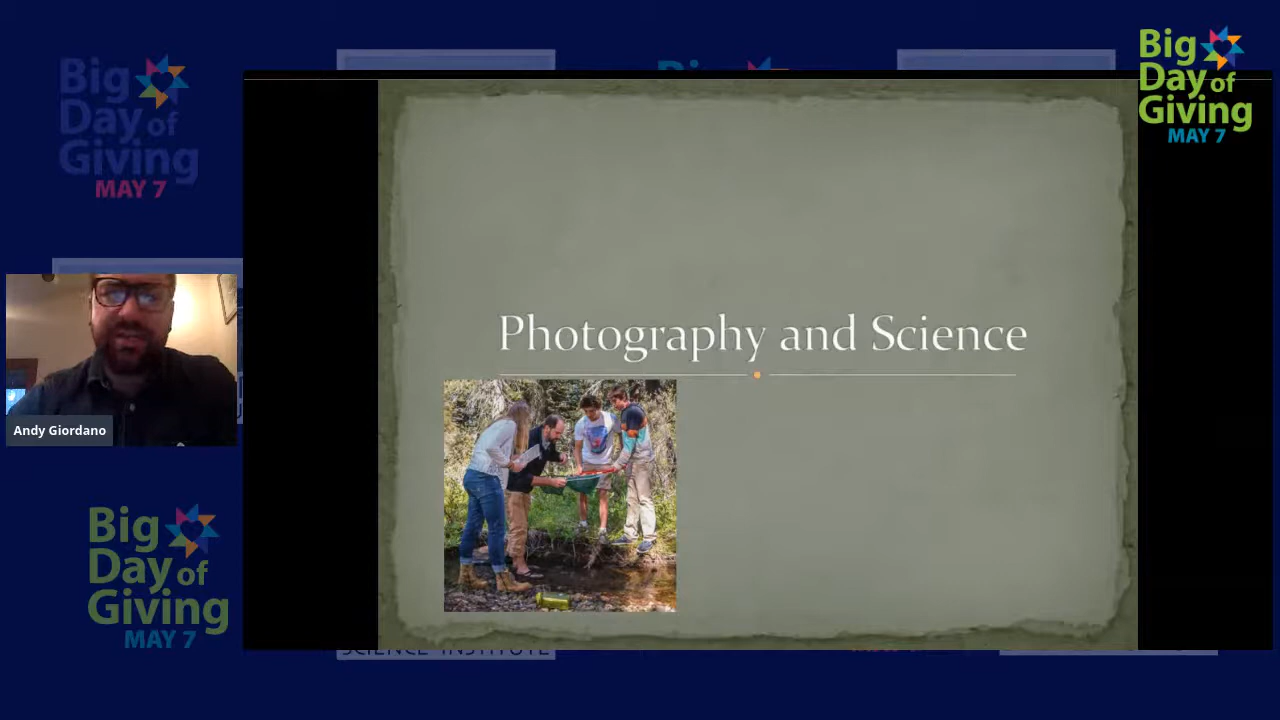 Big
Day of
Giving
MAY 7
Big
Day of
Giving
MAY 7
Photography and Science
Andy Giordano
Big
Day of
Giving
MAY 7
SCIENCE INSTITUTE